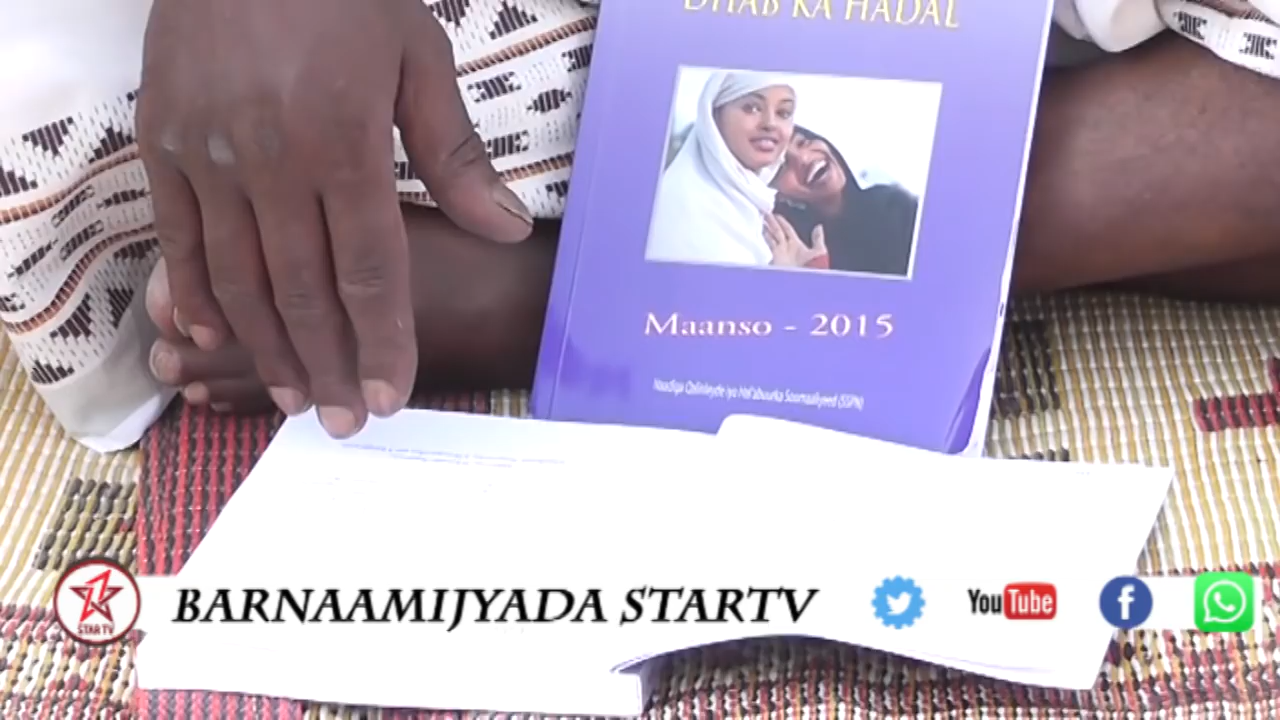 DHAB KA HADAL
Maanso - 2015
Naadiga Qalinleyda iyo Hal'abuurka Soomaaliyeed (SSPN)
BARNAAMIJYADA STARTV
STAR TV
YouTube